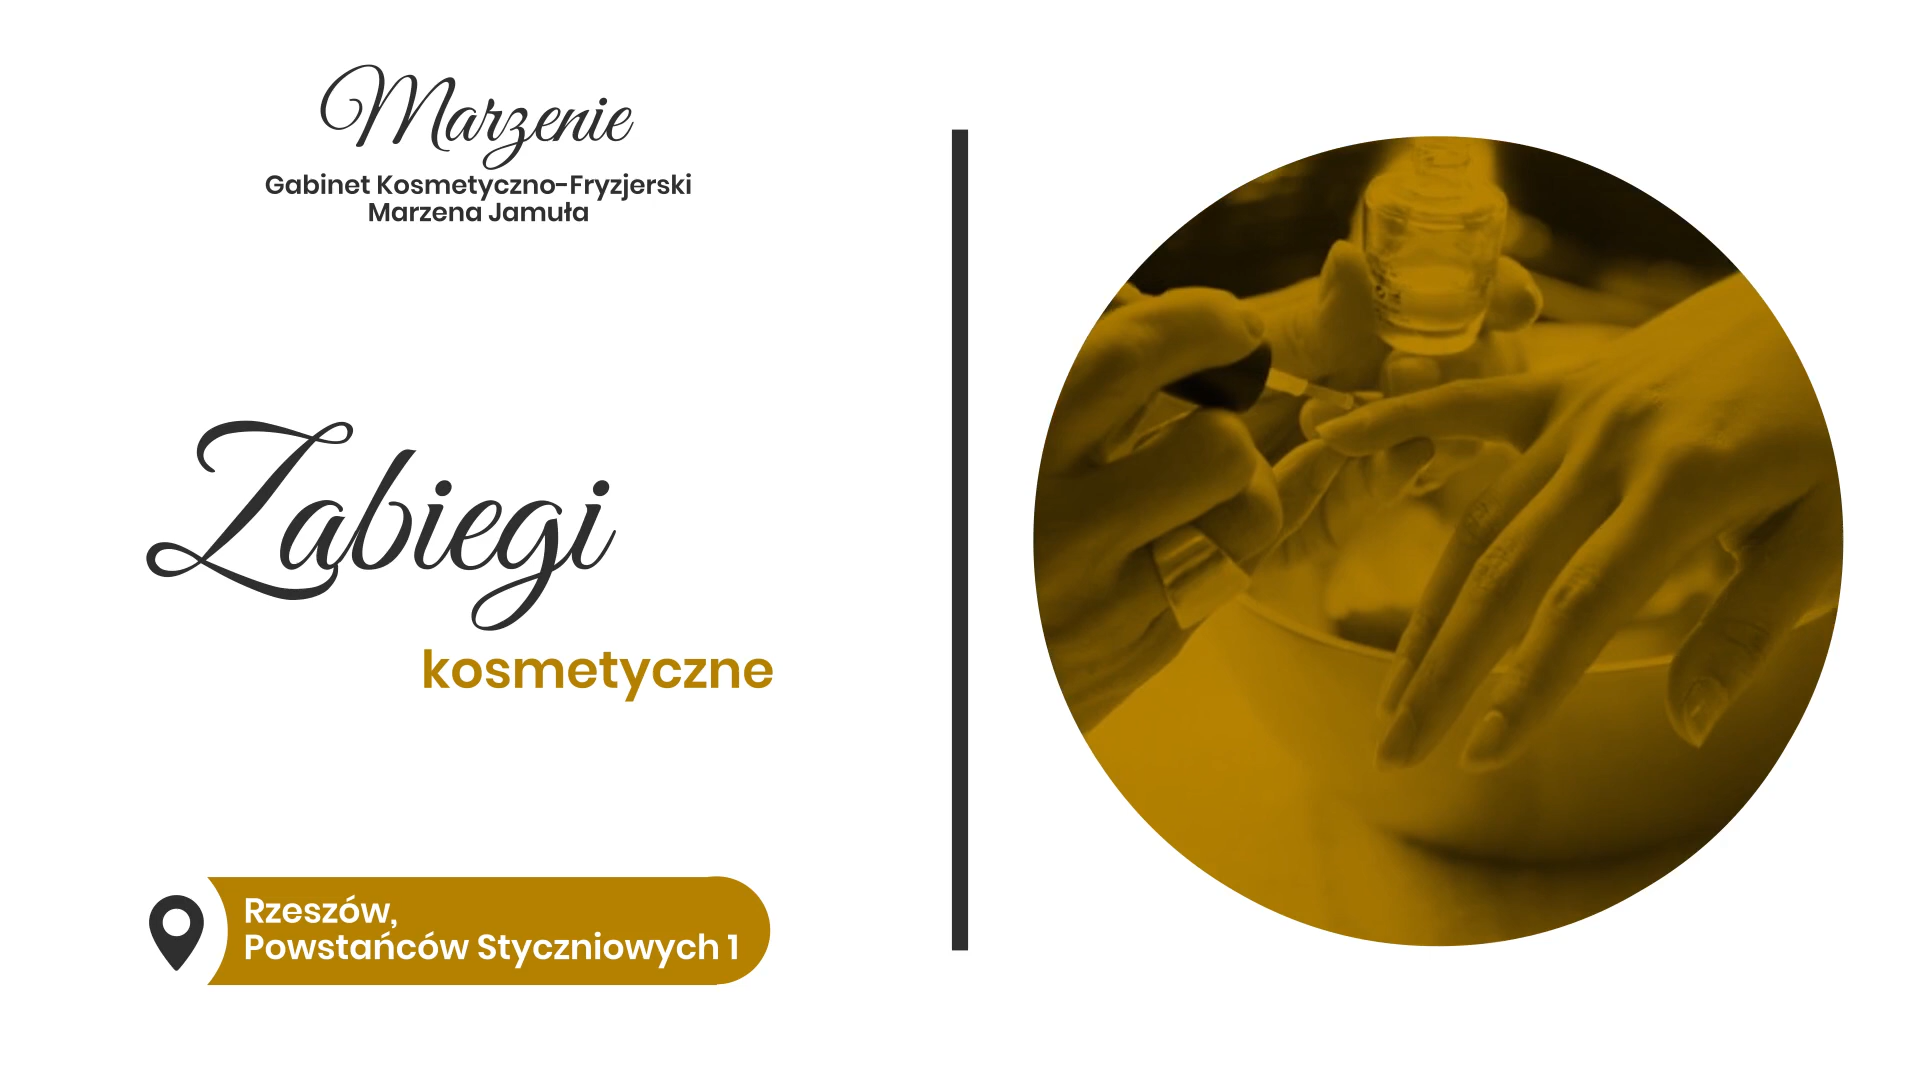 Marzenie
Gabinet Kosmetyczno-Fryzjerski
Marzena Jamuła
Zabiegi
kosmetyczne
Rzeszów,
Powstańców Styczniowych 1